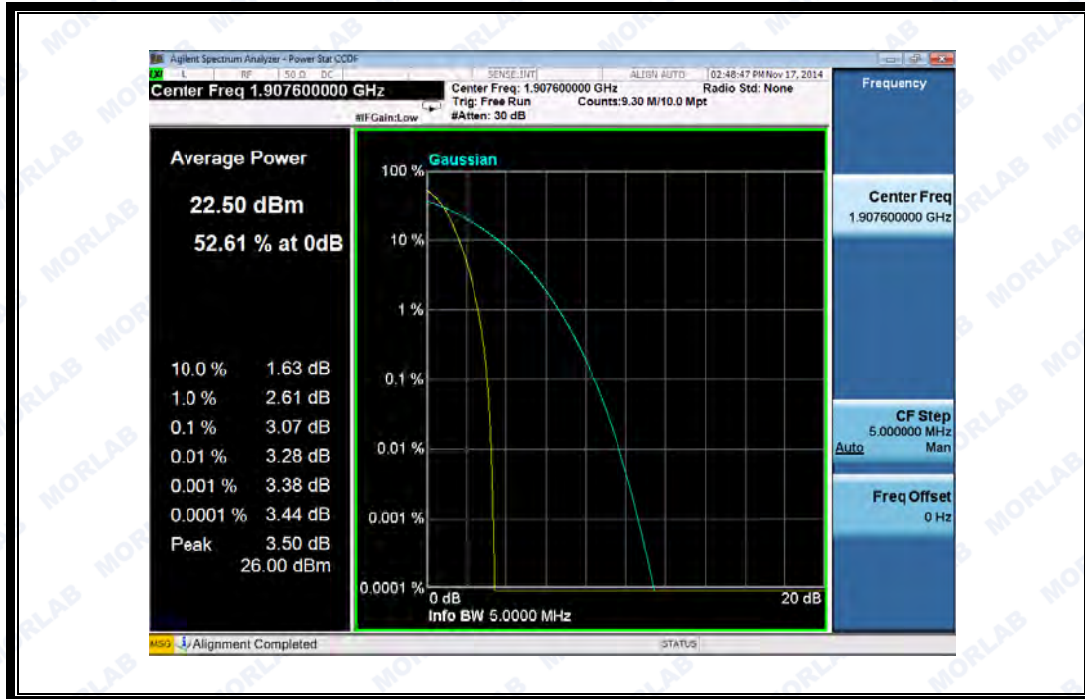 Agilent Spectrum Analyzer - Power Stat CCDF
L RF 50 Ω DC SENSE:INT ALIGN AUTO 02:48:47 PM Nov 17, 2014
Center Freq 1.907600000 GHz
Center Freq: 1.907600000 GHz Radio Std: None
Trig: Free Run Counts:9.30 M/10.0 Mpt
#IFGain:Low #Atten: 30 dB
Average Power
22.50 dBm
52.61 % at 0dB
10.0 % 1.63 dB
1.0 % 2.61 dB
0.1 % 3.07 dB
0.01 % 3.28 dB
0.001 % 3.38 dB
0.0001 % 3.44 dB
Peak 3.50 dB
26.00 dBm
Gaussian
100 %
10 %
1 %
0.1 %
0.01 %
0.001 %
0.0001 %
0 dB 20 dB
Info BW 5.0000 MHz
Frequency
Center Freq
1.907600000 GHz
CF Step
5.000000 MHz
Auto Man
Freq Offset
0 Hz
MSG Alignment Completed STATUS
MORLAB